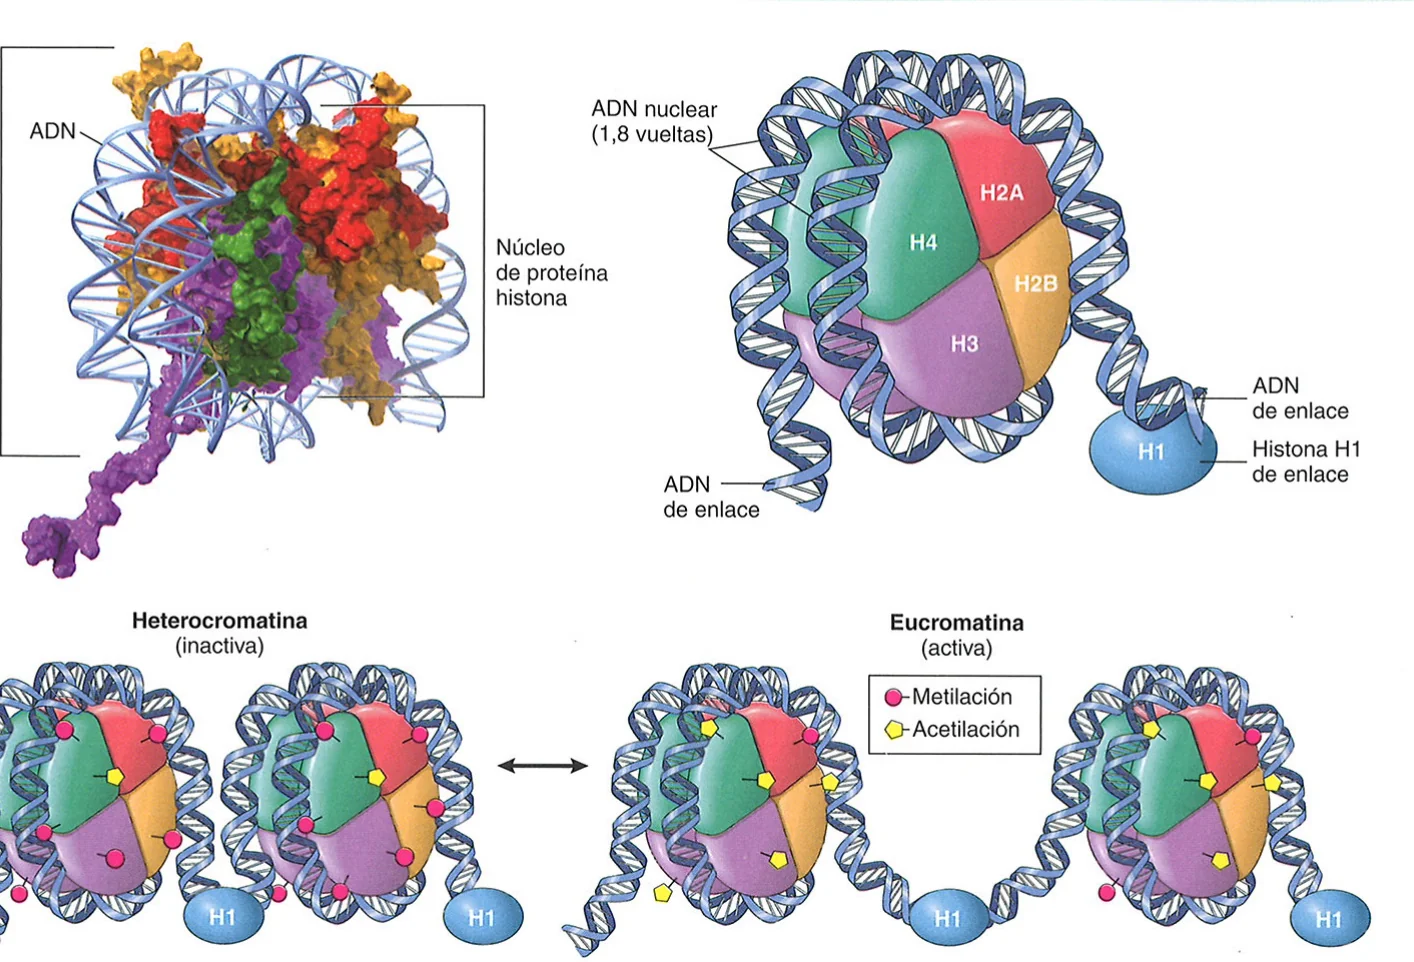 ADN
Núcleo
de proteína
histona
ADN nuclear
(1,8 vueltas)
H2A
H4
H2B
H3
ADN
de enlace
H1
Histona H1
de enlace
ADN
de enlace
Heterocromatina
(inactiva)
Eucromatina
(activa)
Metilación
Acetilación
H1
H1
H1
H1